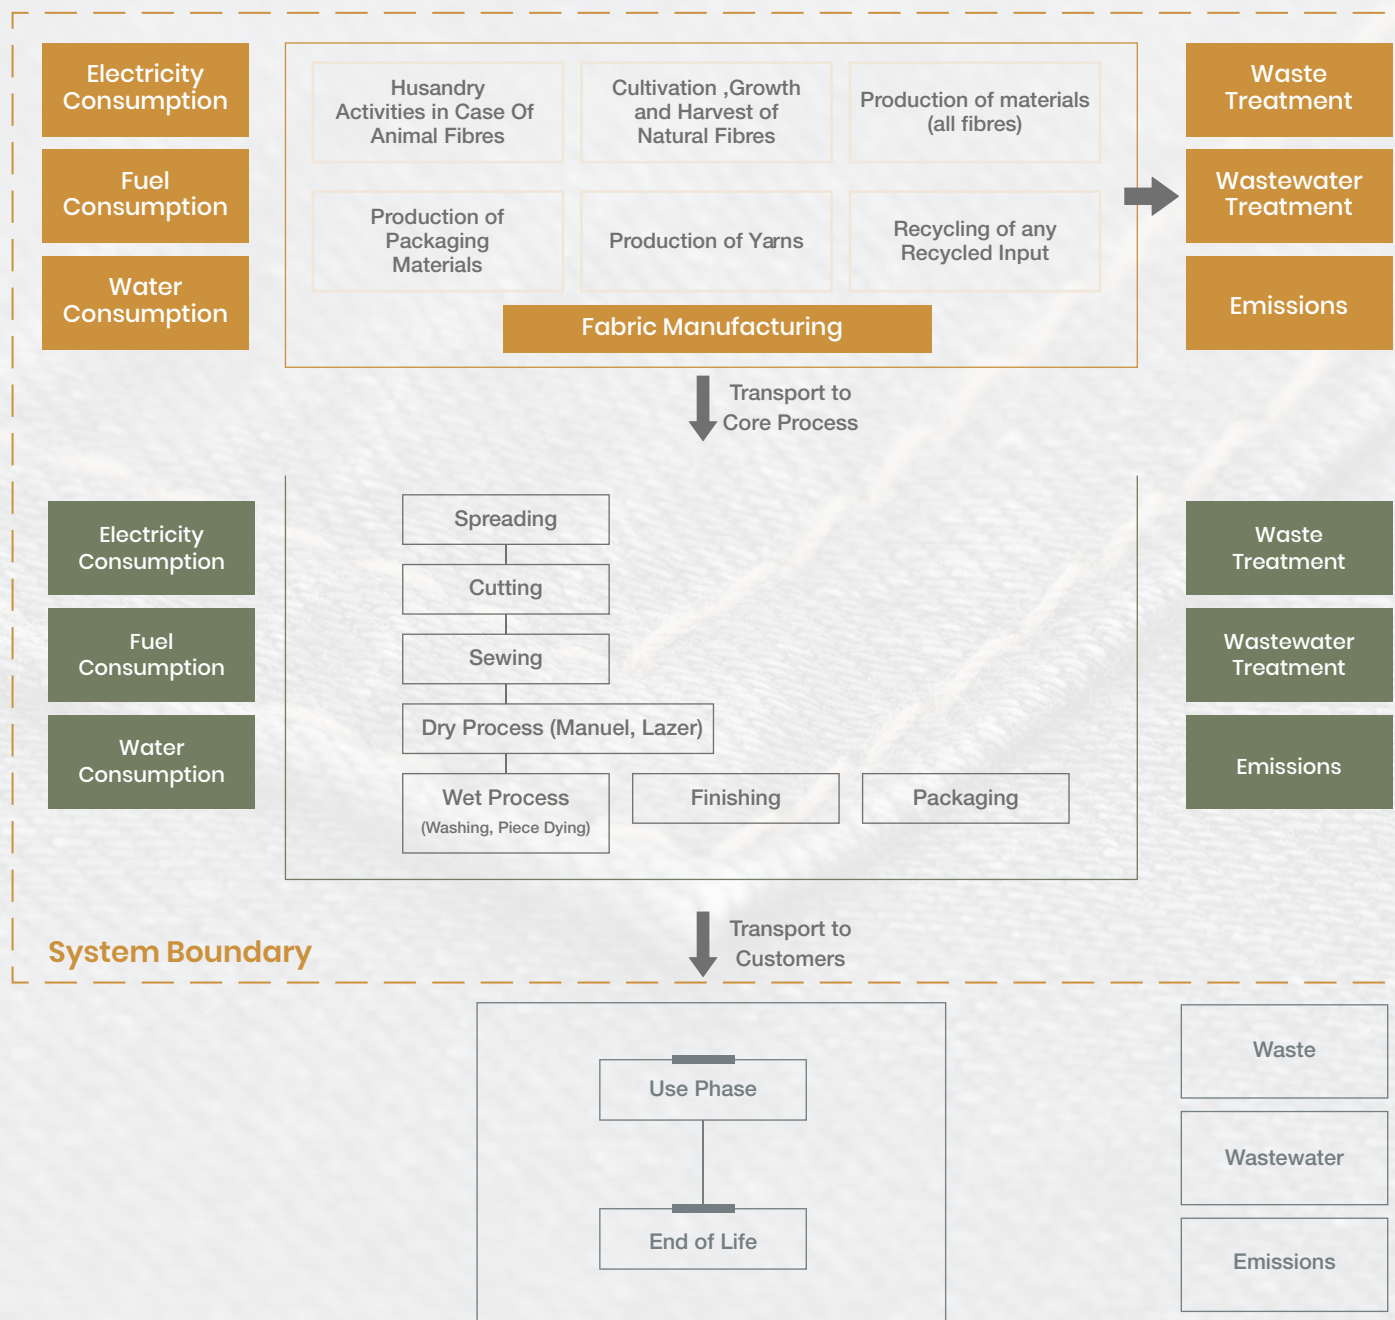 Electricity
Consumption
Fuel
Consumption
Water
Consumption
Husandry
Activities in Case Of
Animal Fibres
Cultivation ,Growth
and Harvest of
Natural Fibres
Production of materials
(all fibres)
Production of
Packaging
Materials
Production of Yarns
Recycling of any
Recycled Input
Fabric Manufacturing
Waste
Treatment
Wastewater
Treatment
Emissions
Transport to
Core Process
Electricity
Consumption
Fuel
Consumption
Water
Consumption
Spreading
Cutting
Sewing
Dry Process (Manuel, Lazer)
Wet Process
(Washing, Piece Dying)
Finishing
Packaging
Waste
Treatment
Wastewater
Treatment
Emissions
System Boundary
Transport to
Customers
Use Phase
End of Life
Waste
Wastewater
Emissions